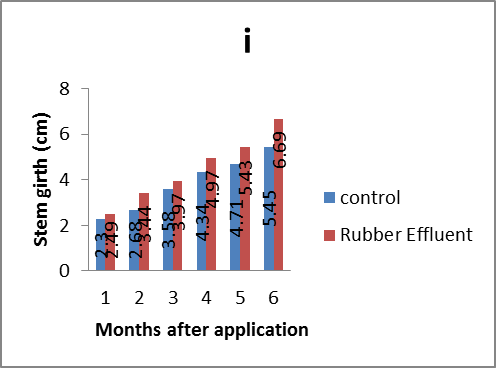 i
Stem girth (cm)
8
6
4
2
0
2.3
2.49
2.68
3.44
3.58
3.97
4.34
4.97
4.71
5.43
5.45
6.69
1 2 3 4 5 6
Months after application
control
Rubber Effluent